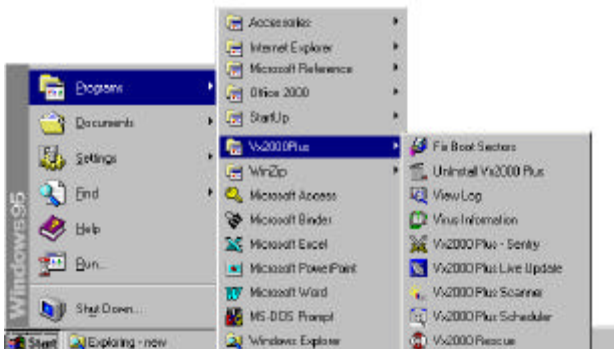 Programs
Documents
Settings
Find
Help
Run...
Shut Down...
Windows95
Start
Exploring - new
Accessories
Internet Explorer
Microsoft Reference
Office 2000
StartUp
Vx2000Plus
WinZip
Microsoft Access
Microsoft Binder
Microsoft Excel
Microsoft PowerPoint
Microsoft Word
MS-DOS Prompt
Windows Explorer
Fix Boot Sectors
Uninstall Vx2000 Plus
View Log
Virus Information
Vx2000 Plus - Sentry
Vx2000 Plus Live Update
Vx2000 Plus Scanner
Vx2000 Plus Scheduler
Vx2000 Rescue